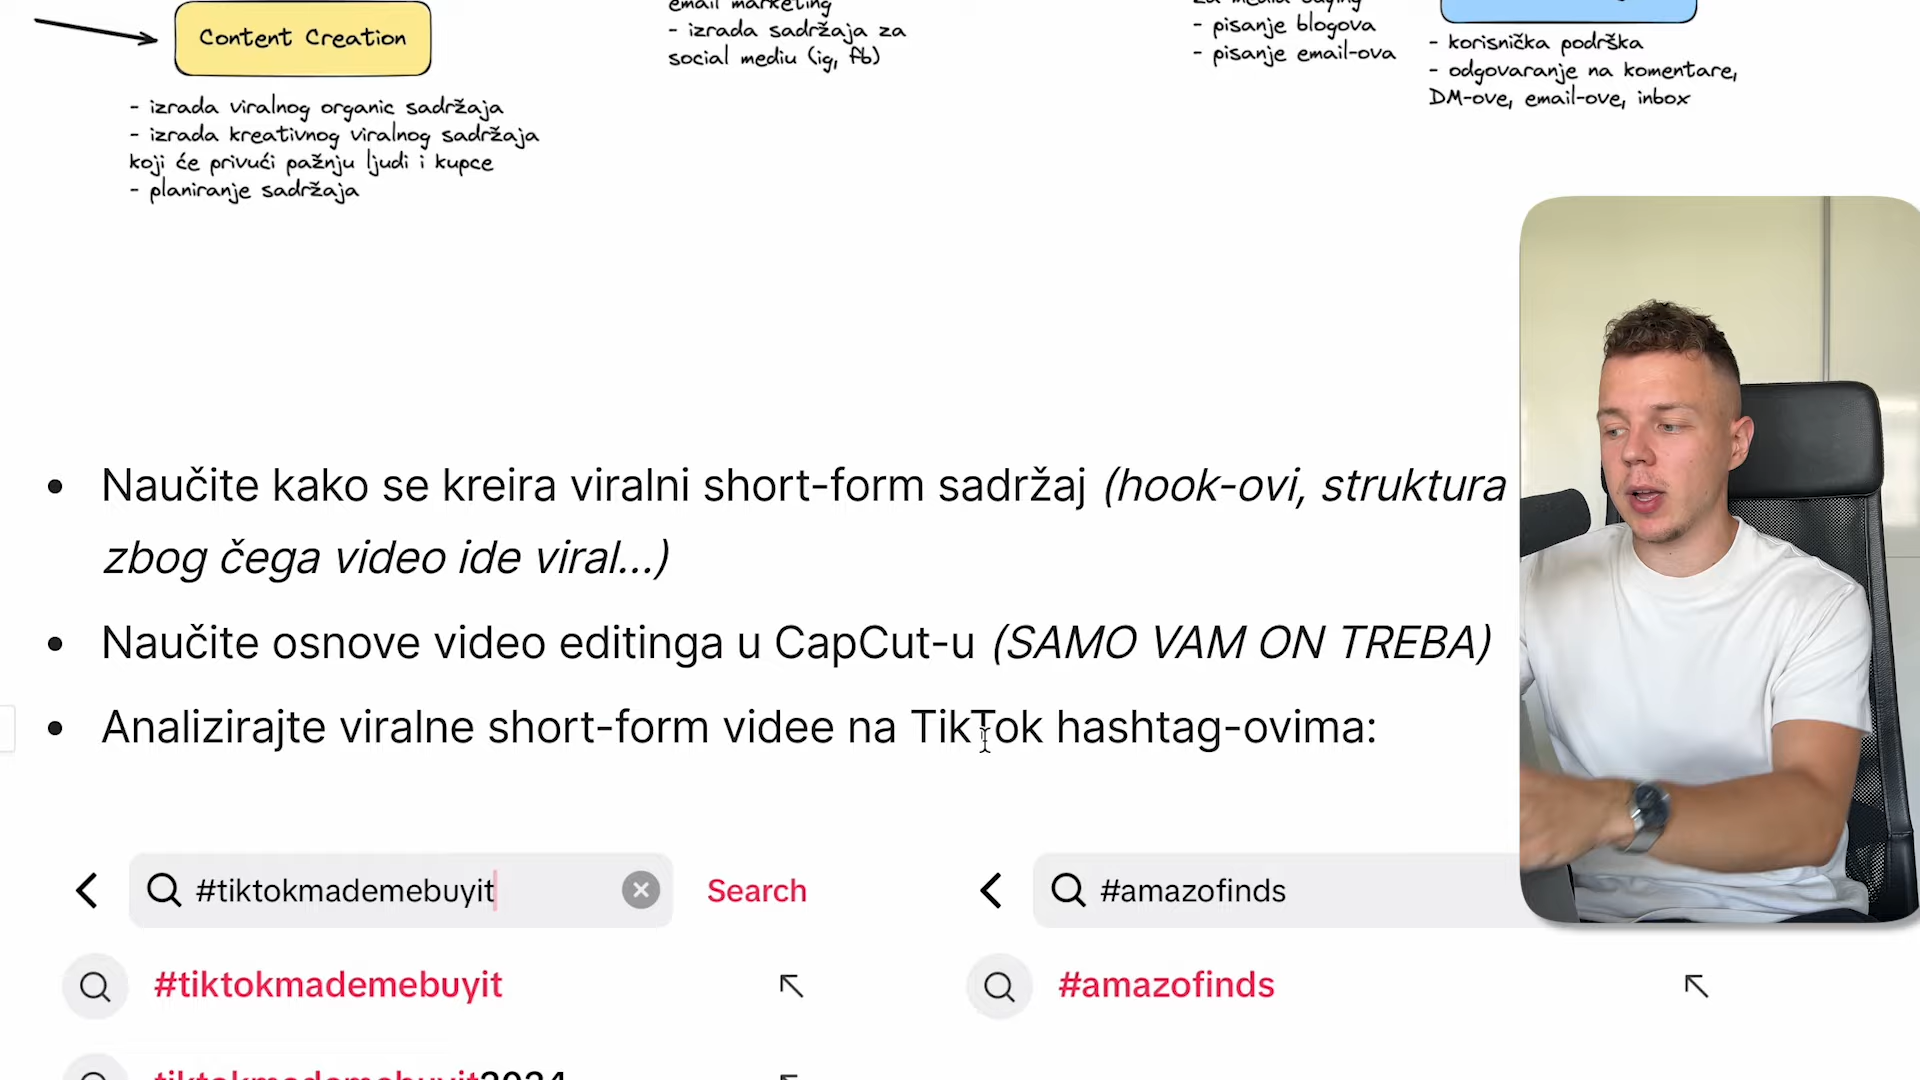 email marketing
- izrada sadržaja za
social mediu (ig, fb)
- pisanje blogova
- pisanje email-ova
- korisnička podrška
- odgovaranje na komentare,
DM-ove, email-ove, inbox
Content Creation
- izrada viralnog organic sadržaja
- izrada kreativnog viralnog sadržaja
koji će privući pažnju ljudi i kupce
- planiranje sadržaja
• Naučite kako se kreira viralni short-form sadržaj (hook-ovi, struktura
zbog čega video ide viral...)
• Naučite osnove video editinga u CapCut-u (SAMO VAM ON TREBA)
• Analizirajte viralne short-form videe na TikTok hashtag-ovima:
#tiktokmademebuyit
Search
#amazofinds
#tiktokmademebuyit
#amazofinds
tiktokmademebuyit2024